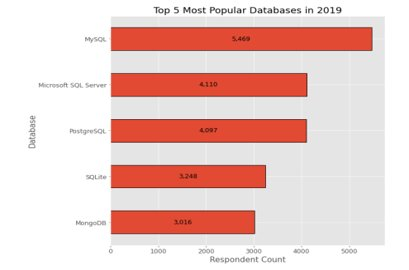 Top 5 Most Popular Databases in 2019
MySQL
5,469
Microsoft SQL Server
4,110
PostgreSQL
4,097
SQLite
3,248
MongoDB
3,016
Database
0 1000 2000 3000 4000 5000
Respondent Count